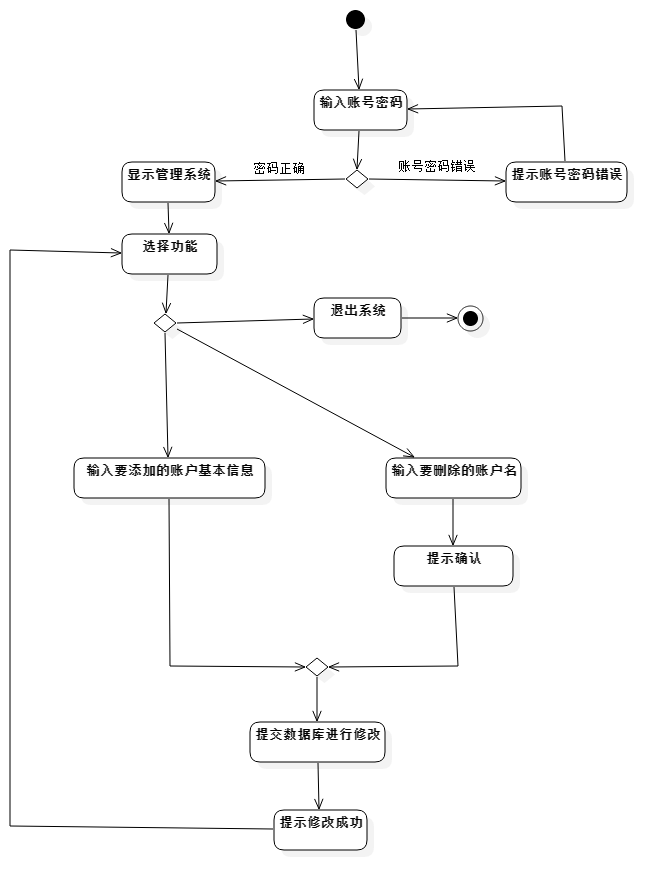 输入账号密码
密码正确
账号密码错误
显示管理系统
提示账号密码错误
选择功能
退出系统
输入要添加的账户基本信息
输入要删除的账户名
提示确认
提交数据库进行修改
提示修改成功